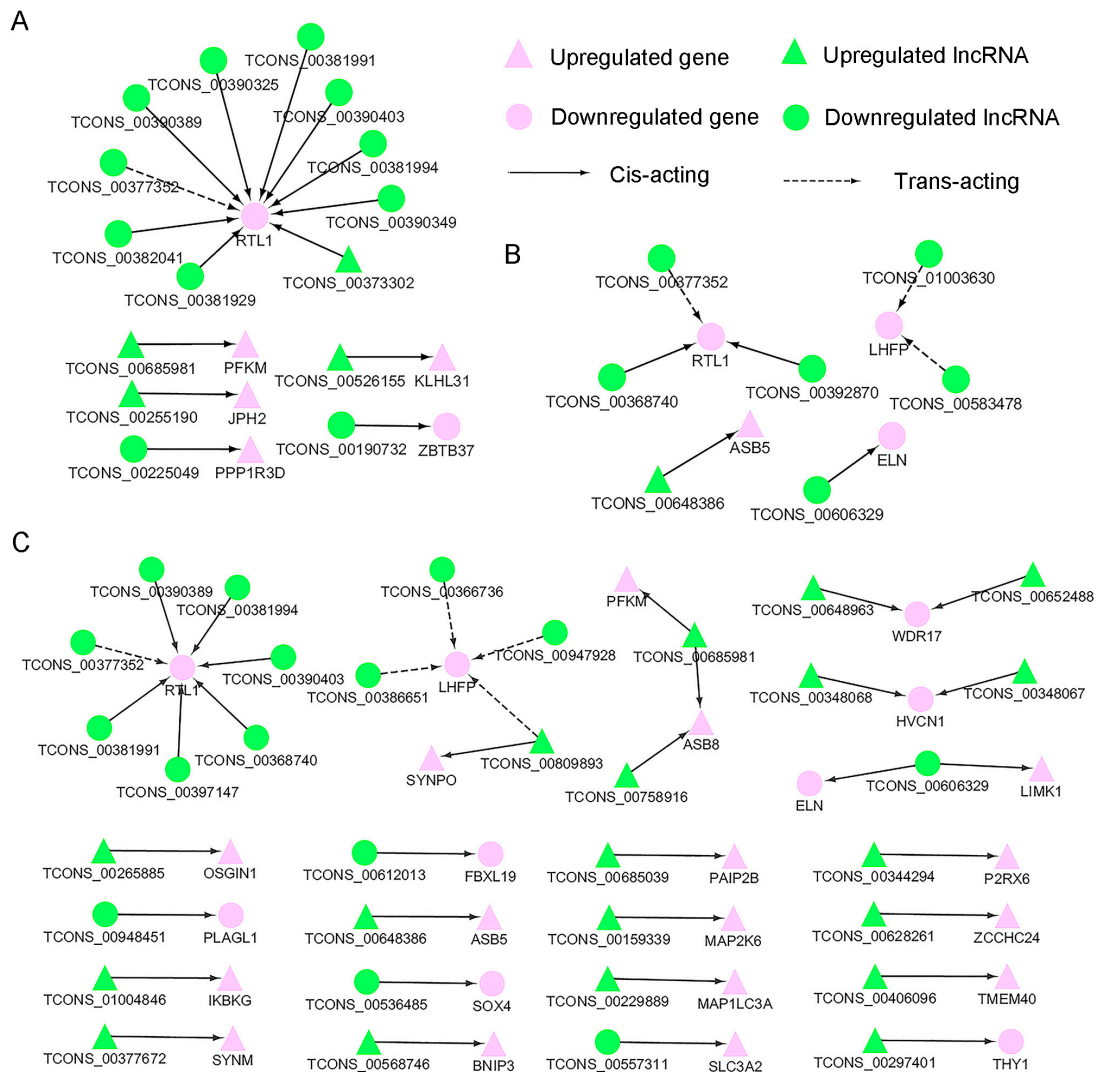 A
TCONS_00381991
TCONS_00390325
TCONS_00390389
TCONS_00390403
TCONS_00381994
TCONS_00377352
TCONS_00390349
RTL1
TCONS_00382041
TCONS_00373302
TCONS_00381929
TCONS_00685981
PFKM
TCONS_00526155
KLHL31
TCONS_00255190
JPH2
TCONS_00190732
ZBTB37
TCONS_00225049
PPP1R3D
Upregulated gene
Upregulated lncRNA
Downregulated gene
Downregulated lncRNA
Cis-acting
Trans-acting
B
TCONS_00377352
TCONS_01003630
RTL1
LHFP
TCONS_00368740
TCONS_00392870
TCONS_00583478
ASB5
ELN
TCONS_00648386
TCONS_00606329
C
TCONS_00390389
TCONS_00381994
TCONS_00377352
TCONS_00390403
RTL1
TCONS_00381991
TCONS_00368740
TCONS_00397147
TCONS_00366736
TCONS_00947928
LHFP
TCONS_00386651
SYNPO
TCONS_00809893
PFKM
TCONS_00685981
ASB8
TCONS_00758916
TCONS_00648963
TCONS_00652488
WDR17
TCONS_00348068
TCONS_00348067
HVCN1
ELN
TCONS_00606329
LIMK1
TCONS_00265885
OSGIN1
TCONS_00612013
FBXL19
TCONS_00685039
PAIP2B
TCONS_00344294
P2RX6
TCONS_00948451
PLAGL1
TCONS_00648386
ASB5
TCONS_00159339
MAP2K6
TCONS_00628261
ZCCHC24
TCONS_01004846
IKBKG
TCONS_00536485
SOX4
TCONS_00229889
MAP1LC3A
TCONS_00406096
TMEM40
TCONS_00377672
SYNM
TCONS_00568746
BNIP3
TCONS_00557311
SLC3A2
TCONS_00297401
THY1